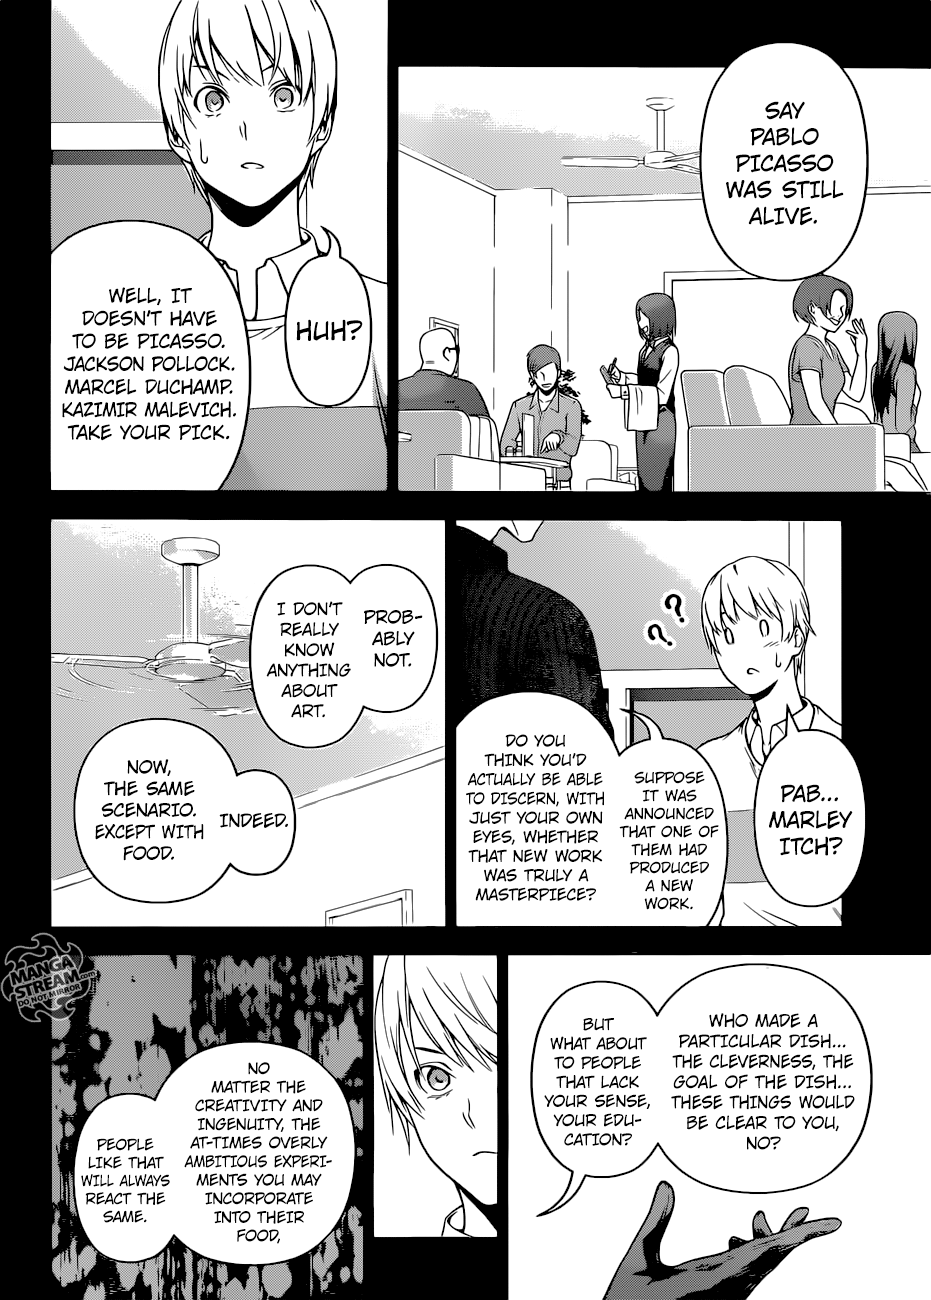 SAY
PABLO
PICASSO
WAS STILL
ALIVE.
HUH?
WELL, IT
DOESN'T HAVE
TO BE PICASSO.
JACKSON POLLOCK.
MARCEL DUCHAMP.
KAZIMIR MALEVICH.
TAKE YOUR PICK.
? ?
? ?
PAB...
MARLEY
ITCH?
SUPPOSE
IT WAS
ANNOUNCED
THAT ONE OF
THEM HAD
PRODUCED
A NEW
WORK.
DO YOU
THINK YOU'D
ACTUALLY BE ABLE
TO DISCERN, WITH
JUST YOUR OWN
EYES, WHETHER
THAT NEW WORK
WAS TRULY A
MASTERPIECE?
PROB-
ABLY
NOT.
I DON'T
REALLY
KNOW
ANYTHING
ABOUT
ART.
INDEED.
NOW,
THE SAME
SCENARIO.
EXCEPT WITH
FOOD.
WHO MADE A
PARTICULAR DISH...
THE CLEVERNESS, THE
GOAL OF THE DISH...
THESE THINGS WOULD
BE CLEAR TO YOU,
NO?
BUT
WHAT ABOUT
TO PEOPLE
THAT LACK
YOUR SENSE,
YOUR EDU-
CATION?
NO
MATTER THE
CREATIVITY AND
INGENUITY, THE
AT-TIMES OVERLY
AMBITIOUS EXPERI-
MENTS YOU MAY
INCORPORATE
INTO THEIR
FOOD,
PEOPLE
LIKE THAT
WILL ALWAYS
REACT THE
SAME.
MANGA
STREAM.com
DO NOT MIRROR